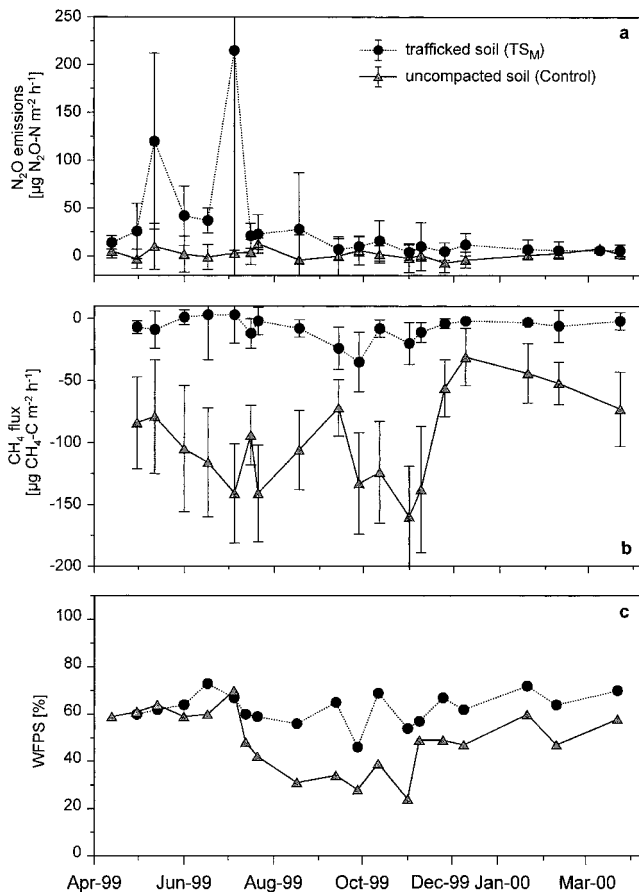 a
trafficked soil (TSM)
uncompacted soil (Control)
N2O emissions
[µg N2O-N m-2 h-1]
250
200
150
100
50
0
b
CH4 flux
[µg CH4-C m-2 h-1]
0
-50
-100
-150
-200
c
WFPS [%]
100
80
60
40
20
0
Apr-99 Jun-99 Aug-99 Oct-99 Dec-99 Jan-00 Mar-00